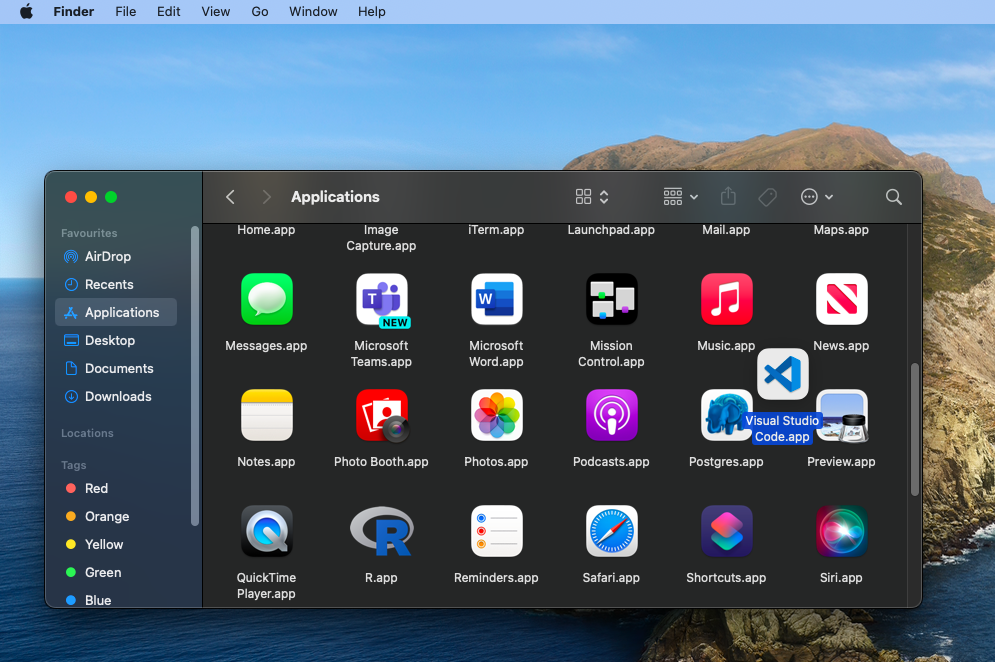 Finder File Edit View Go Window Help
Applications
Favourites
AirDrop
Recents
Applications
Desktop
Documents
Downloads
Locations
Tags
Red
Orange
Yellow
Green
Blue
Home.app Image iTerm.app Launchpad.app Mail.app Maps.app
Capture.app
NEW
Messages.app Microsoft Microsoft Mission Music.app News.app
Teams.app Word.app Control.app
Visual Studio
Code.app
Notes.app Photo Booth.app Photos.app Podcasts.app Postgres.app Preview.app
QuickTime R.app Reminders.app Safari.app Shortcuts.app Siri.app
Player.app